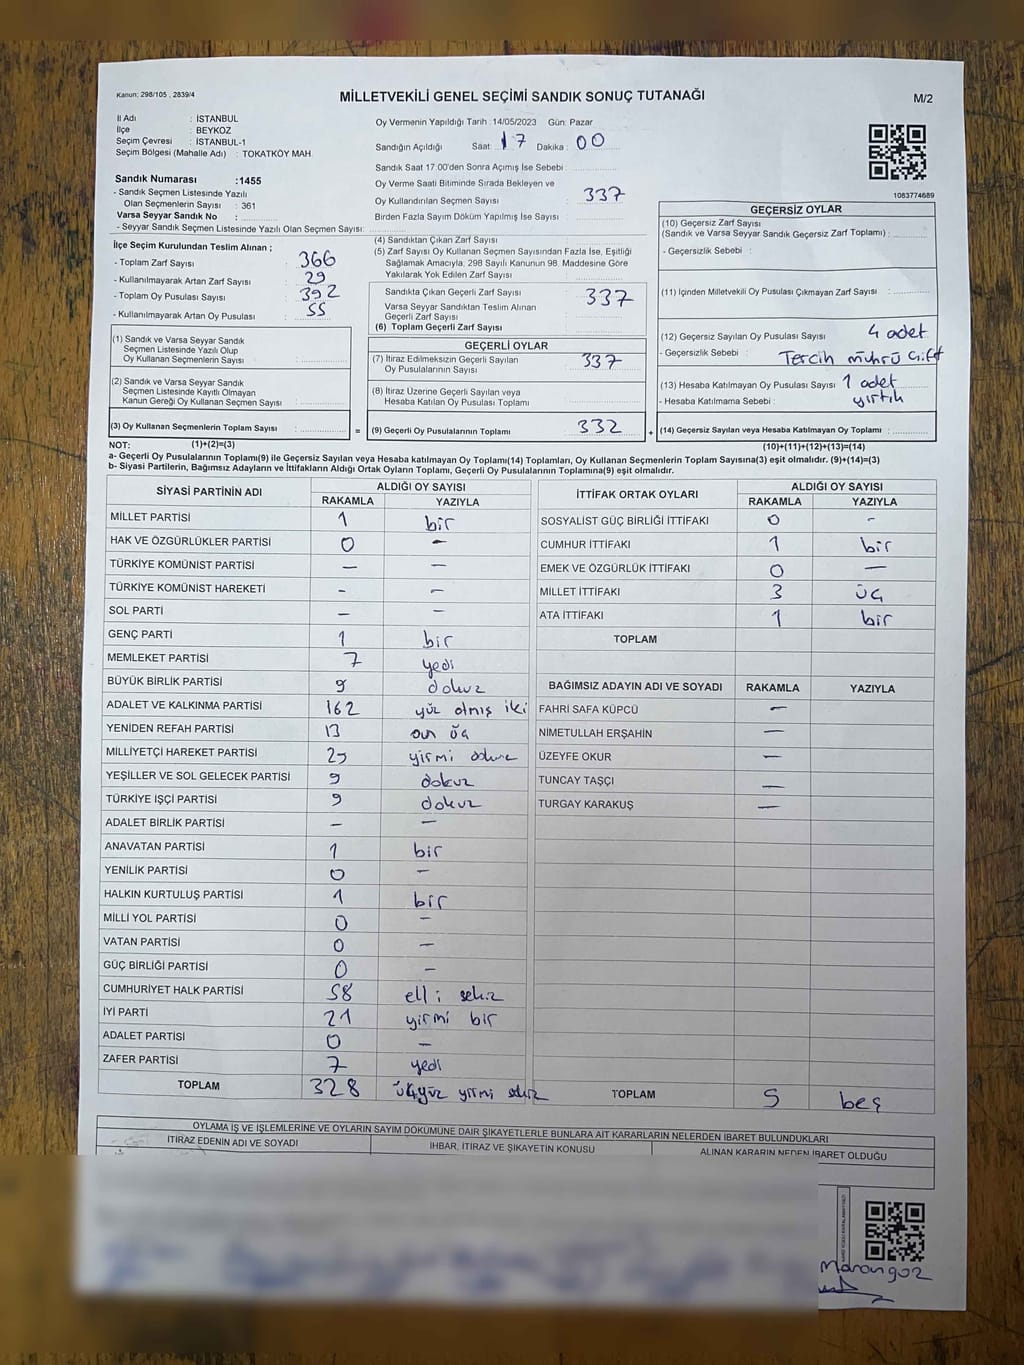 Kanun: 298/105 , 2839/4
MİLLETVEKİLİ GENEL SEÇİMİ SANDIK SONUÇ TUTANAĞI
M/2
İl Adı : İSTANBUL
İlçe : BEYKOZ
Seçim Çevresi : İSTANBUL-1
Seçim Bölgesi (Mahalle Adı) : TOKATKÖY MAH
Oy Vermenin Yapıldığı Tarih : 14/05/2023 Gün: Pazar
Sandığın Açıldığı Saat : 17 Dakika : 00
Sandık Saat 17:00'den Sonra Açımış İse Sebebi :
Oy Verme Saati Bitiminde Sırada Bekleyen ve
Oy Kullandırılan Seçmen Sayısı : 337
Birden Fazla Sayım Döküm Yapılmış İse Sayısı :
1083774689
Sandık Numarası :1455
- Sandık Seçmen Listesinde Yazılı
Olan Seçmenlerin Sayısı : 361
Varsa Seyyar Sandık No :
- Seyyar Sandık Seçmen Listesinde Yazılı Olan Seçmen Sayısı:
İlçe Seçim Kurulundan Teslim Alınan ;
- Toplam Zarf Sayısı : 366
- Kullanılmayarak Artan Zarf Sayısı : 29
- Toplam Oy Pusulası Sayısı : 392
- Kullanılmayarak Artan Oy Pusulası : 55
(4) Sandıktan Çıkan Zarf Sayısı
(5) Zarf Sayısı Oy Kullanan Seçmen Sayısından Fazla İse, Eşitliği
Sağlamak Amacıyla, 298 Sayılı Kanunun 98. Maddesine Göre
Yakılarak Yok Edilen Zarf Sayısı :
Sandıkta Çıkan Geçerli Zarf Sayısı : 337
Varsa Seyyar Sandıktan Teslim Alınan
Geçerli Zarf Sayısı :
(6) Toplam Geçerli Zarf Sayısı :
GEÇERSİZ OYLAR
(10) Geçersiz Zarf Sayısı
(Sandık ve Varsa Seyyar Sandık Geçersiz Zarf Toplamı) :
- Geçersizlik Sebebi :
(11) İçinden Milletvekili Oy Pusulası Çıkmayan Zarf Sayısı :
(12) Geçersiz Sayılan Oy Pusulası Sayısı : 4 adet
- Geçersizlik Sebebi : Tercih mührü Çift
(13) Hesaba Katılmayan Oy Pusulası Sayısı : 1 adet
- Hesaba Katılmama Sebebi : yırtık
(14) Geçersiz Sayılan veya Hesaba Katılmayan Oy Toplamı :
(1) Sandık ve Varsa Seyyar Sandık
Seçmen Listesinde Yazılı Olup
Oy Kullanan Seçmenlerin Sayısı :
(2) Sandık ve Varsa Seyyar Sandık
Seçmen Listesinde Kayıtlı Olmayan
Kanun Gereği Oy Kullanan Seçmen Sayısı :
(3) Oy Kullanan Seçmenlerin Toplam Sayısı : =
GEÇERLİ OYLAR
(7) İtiraz Edilmeksizin Geçerli Sayılan
Oy Pusulalarının Sayısı : 337
(8) İtiraz Üzerine Geçerli Sayılan veya
Hesaba Katılan Oy Pusulaları Toplamı :
(9) Geçerli Oy Pusulalarının Toplamı : 332 +
NOT: (1)+(2)=(3) (10)+(11)+(12)+(13)=(14)
a- Geçerli Oy Pusulaları Toplamı(9) ile Geçersiz Sayılan veya Hesaba katılmayan Oy Toplamı(14) Toplamları, Oy Kullanan Seçmenlerin Toplam Sayısına(3) eşit olmalıdır. (9)+(14)=(3)
b- Siyasi Partilerin, Bağımsız Adayların ve İttifakların Aldığı Ortak Oyların Toplamı, Geçerli Oy Pusulalarının Toplamına(9) eşit olmalıdır.
SİYASİ PARTİNİN ADI ALDIĞI OY SAYISI
RAKAMLA YAZIYLA
MİLLET PARTİSİ 1 bir
HAK VE ÖZGÜRLÜKLER PARTİSİ 0 -
TÜRKİYE KOMÜNİST PARTİSİ - -
TÜRKİYE KOMÜNİST HAREKETİ - -
SOL PARTİ - -
GENÇ PARTİ 1 bir
MEMLEKET PARTİSİ 7 yedi
BÜYÜK BİRLİK PARTİSİ 9 dokuz
ADALET VE KALKINMA PARTİSİ 162 yüz atmış iki
YENİDEN REFAH PARTİSİ 13 on üç
MİLLİYETÇİ HAREKET PARTİSİ 29 yirmi dokuz
YEŞİLLER VE SOL GELECEK PARTİSİ 9 dokuz
TÜRKİYE İŞÇİ PARTİSİ 9 dokuz
ADALET BİRLİK PARTİSİ - -
ANAVATAN PARTİSİ 1 bir
YENİLİK PARTİSİ 0 -
HALKIN KURTULUŞ PARTİSİ 1 bir
MİLLİ YOL PARTİSİ 0 -
VATAN PARTİSİ 0 -
GÜÇ BİRLİĞİ PARTİSİ 0 -
CUMHURİYET HALK PARTİSİ 58 elli sekiz
İYİ PARTİ 21 yirmi bir
ADALET PARTİSİ 0 -
ZAFER PARTİSİ 7 yedi
TOPLAM 328 üçyüz yirmi sekiz
İTTİFAK ORTAK OYLARI ALDIĞI OY SAYISI
RAKAMLA YAZIYLA
SOSYALİST GÜÇ BİRLİĞİ İTTİFAKI 0 -
CUMHUR İTTİFAKI 1 bir
EMEK VE ÖZGÜRLÜK İTTİFAKI 0 -
MİLLET İTTİFAKI 3 üç
ATA İTTİFAKI 1 bir
TOPLAM
BAĞIMSIZ ADAYIN ADI VE SOYADI RAKAMLA YAZIYLA
FAHRİ SAFA KÜPCÜ -
NİMETULLAH ERŞAHİN -
ÜZEYFE OKUR -
TUNCAY TAŞÇI -
TURGAY KARAKUŞ -
TOPLAM 5 beş
OYLAMA İŞ VE İŞLEMLERİNE VE OYLARIN SAYIM DÖKÜMÜNE DAİR ŞİKAYETLERLE BUNLARA AİT KARARLARIN NELERDEN İBARET BULUNDUKLARI
İTİRAZ EDENİN ADI VE SOYADI İHBAR, İTİRAZ VE ŞİKAYETİN KONUSU ALINAN KARARIN NEDEN İBARET OLDUĞU
Marangoz